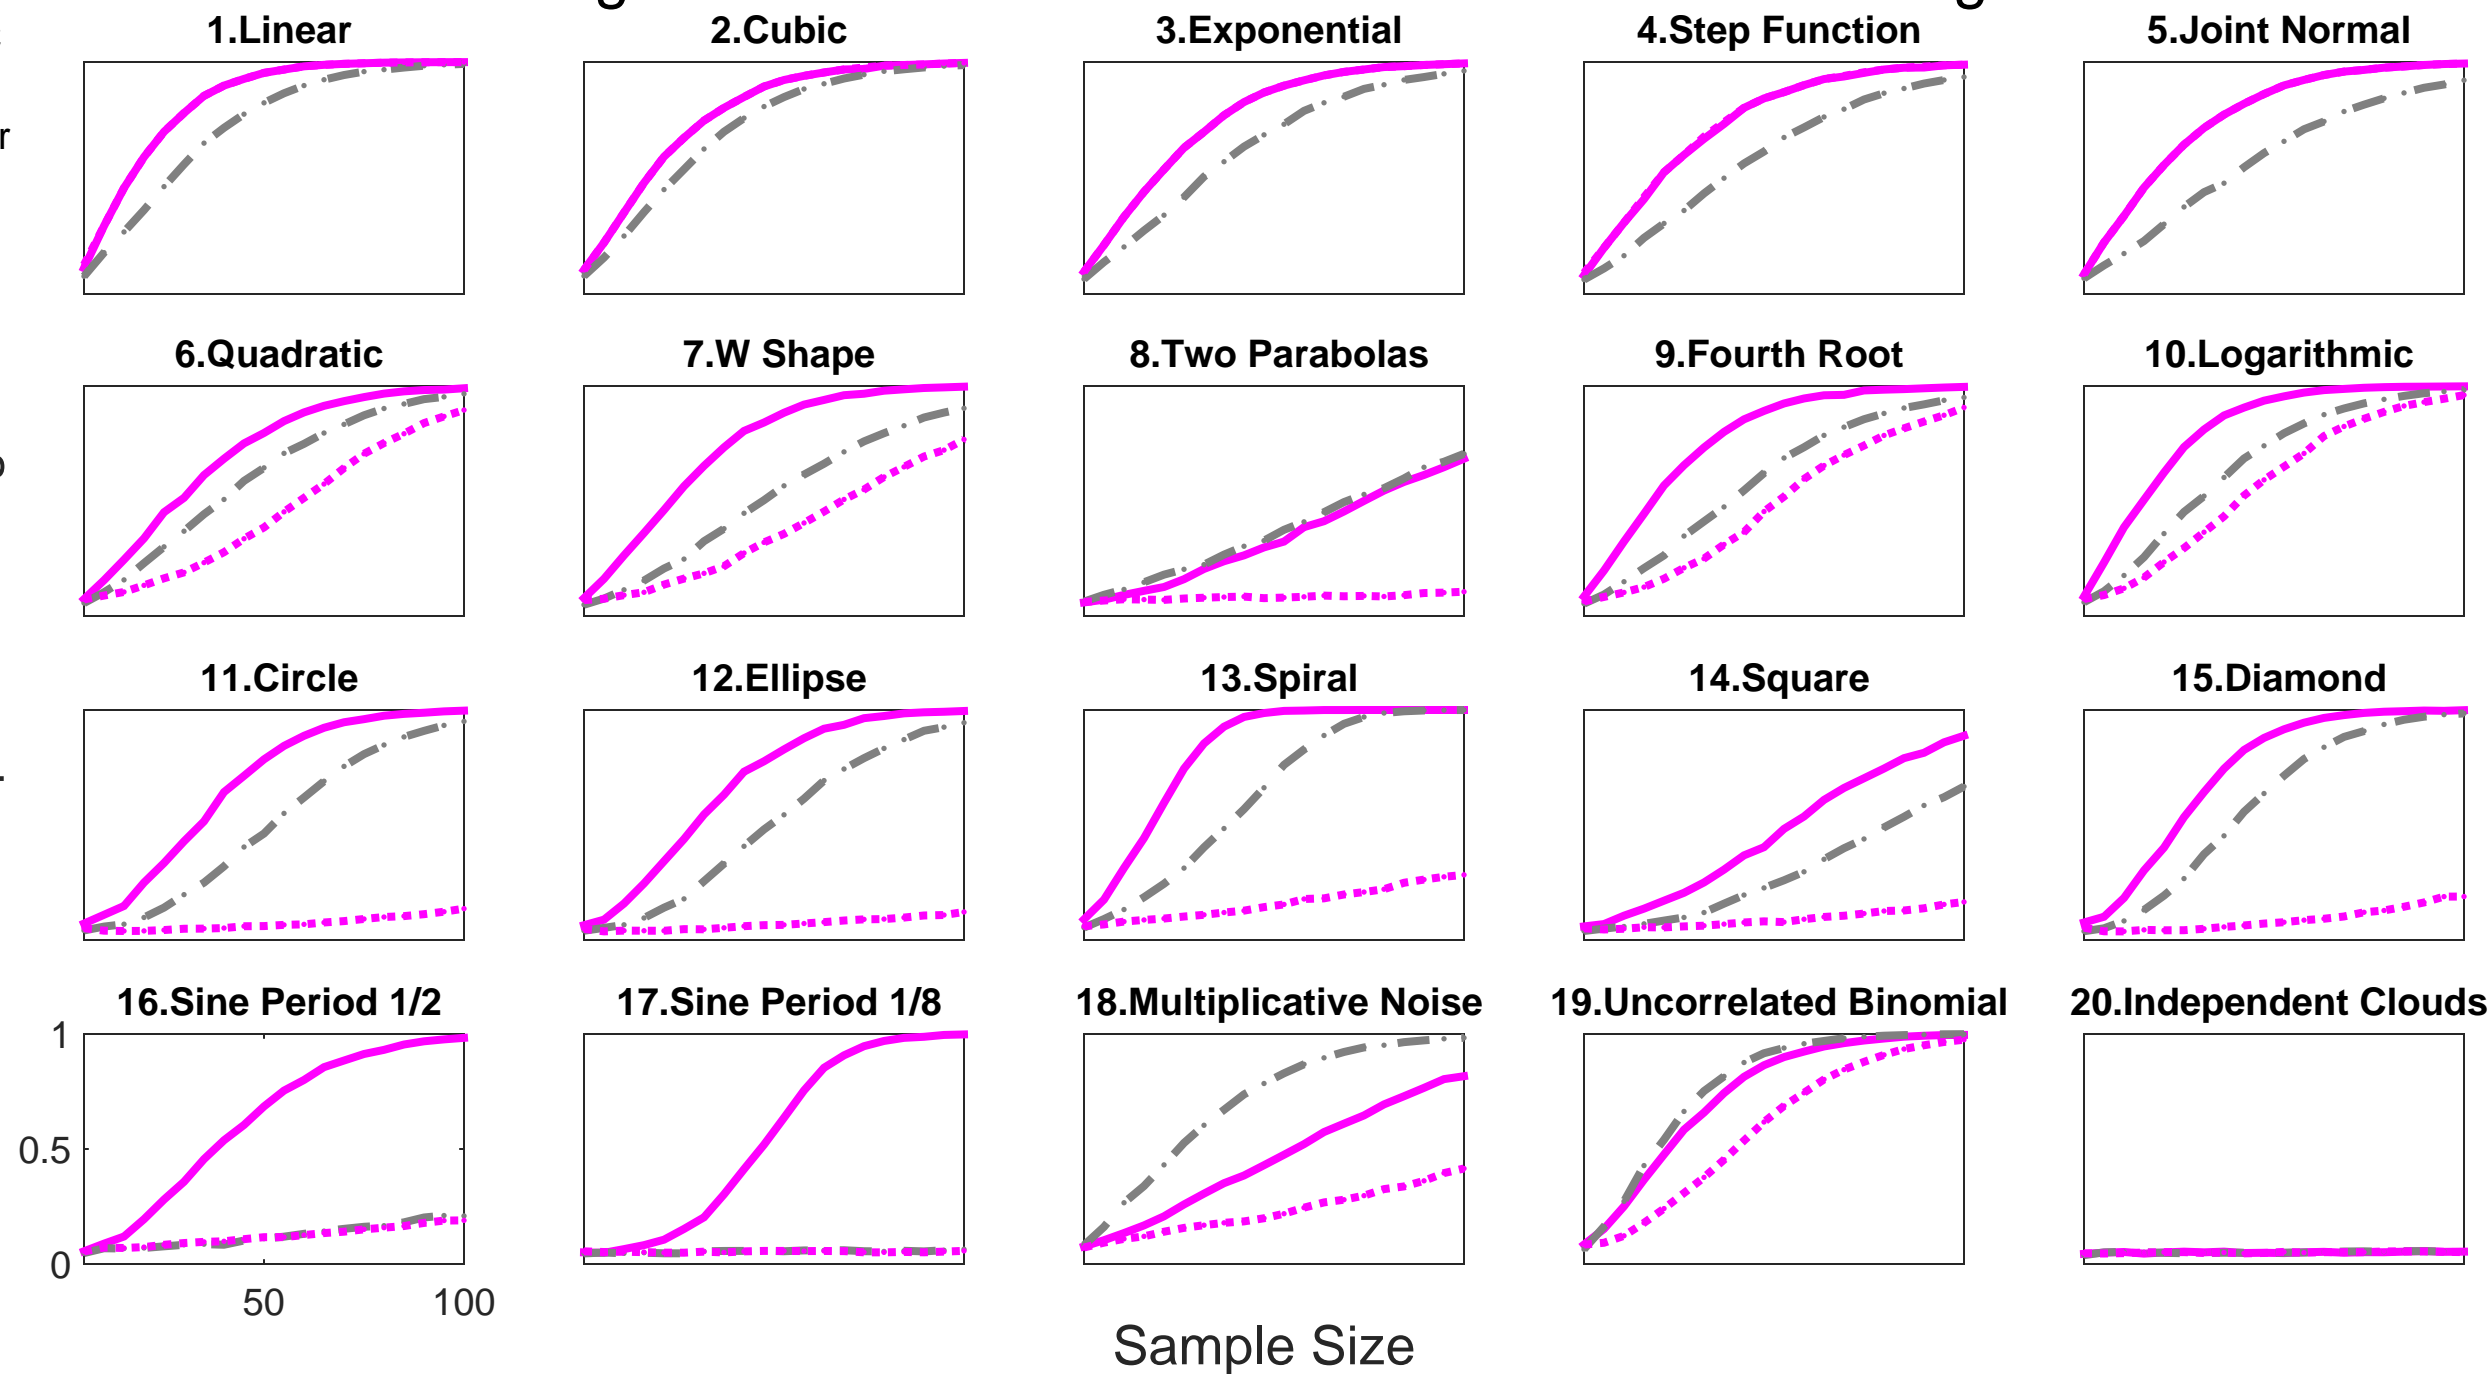 1.Linear 2.Cubic 3.Exponential 4.Step Function 5.Joint Normal
6.Quadratic 7.W Shape 8.Two Parabolas 9.Fourth Root 10.Logarithmic
11.Circle 12.Ellipse 13.Spiral 14.Square 15.Diamond
16.Sine Period 1/2 17.Sine Period 1/8 18.Multiplicative Noise 19.Uncorrelated Binomial 20.Independent Clouds
1
0.5
0
50 100
Sample Size